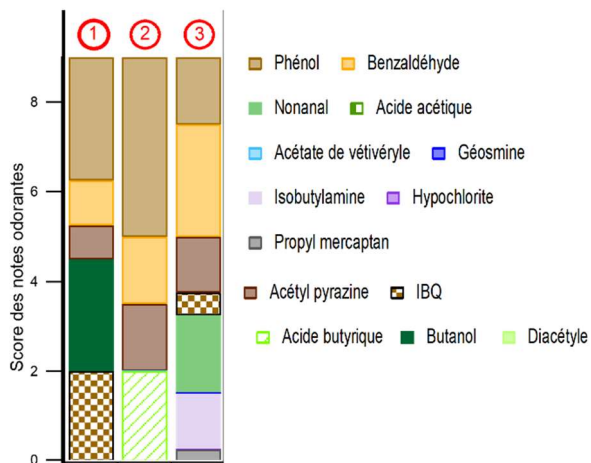 1 2 3
8
6
4
2
0
Score des notes odorantes
Phénol Benzaldéhyde
Nonanal Acide acétique
Acétate de vétivéryle Géosmine
Isobutylamine Hypochlorite
Propyl mercaptan
Acétyl pyrazine IBQ
Acide butyrique Butanol Diacétyle